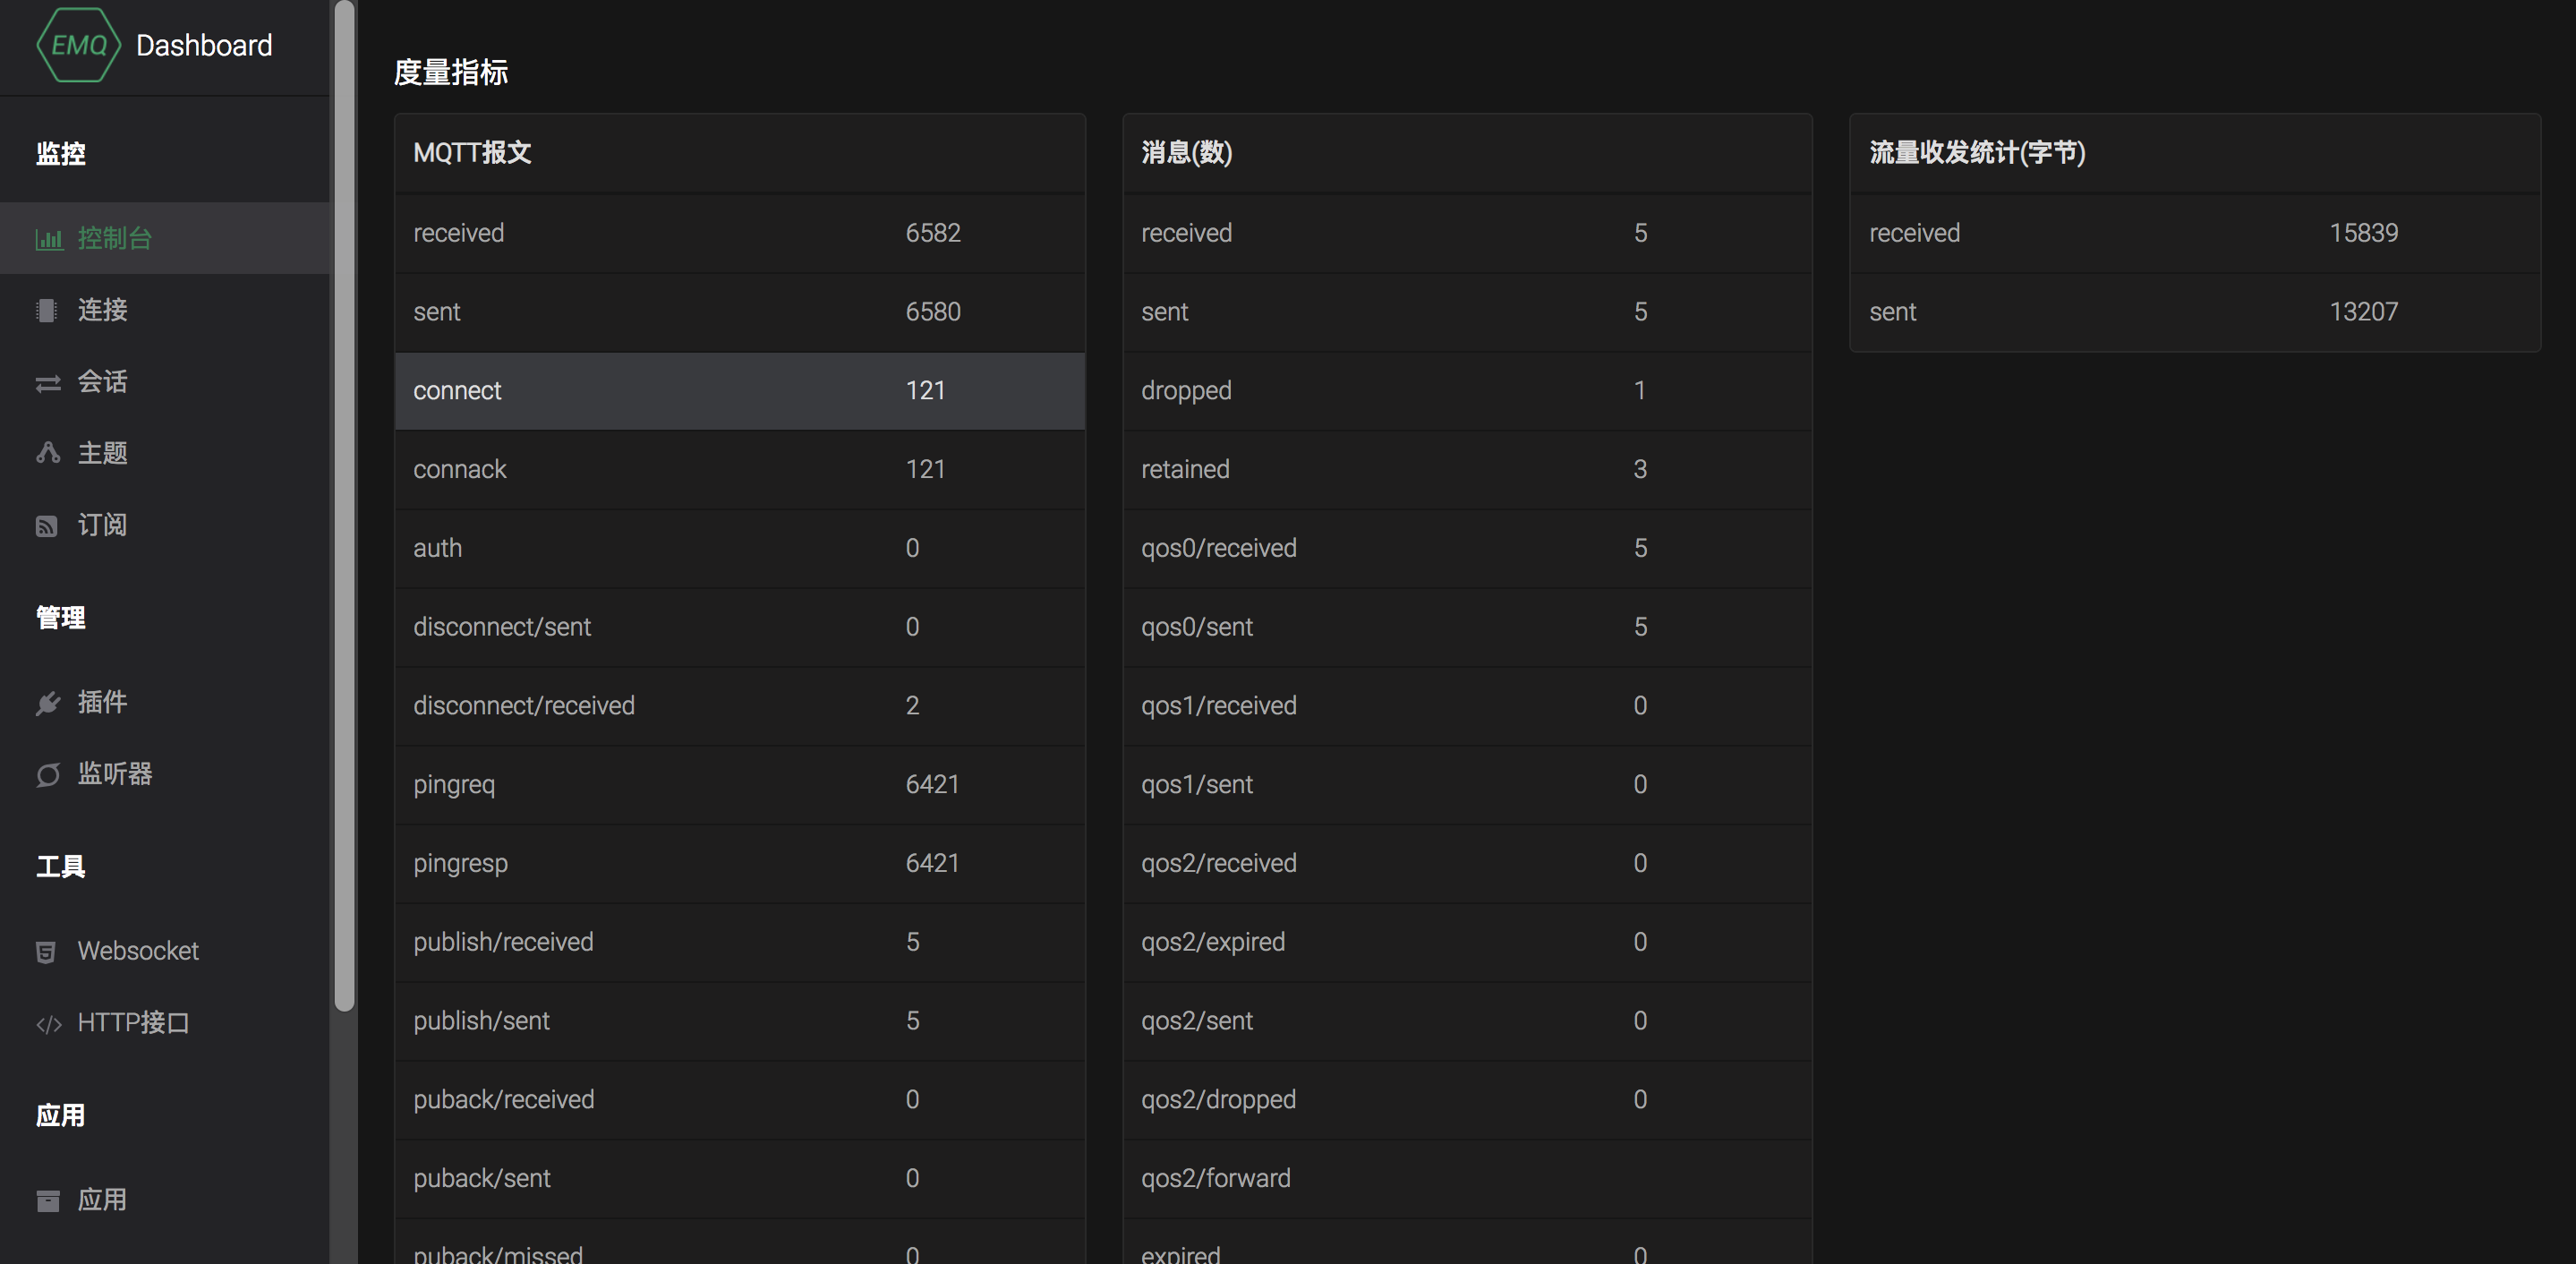 EMQ Dashboard
监控
控制台
连接
会话
主题
订阅
管理
插件
监听器
工具
Websocket
HTTP接口
应用
应用
度量指标
MQTT报文
received 6582
sent 6580
connect 121
connack 121
auth 0
disconnect/sent 0
disconnect/received 2
pingreq 6421
pingresp 6421
publish/received 5
publish/sent 5
puback/received 0
puback/sent 0
puback/missed 0
消息(数)
received 5
sent 5
dropped 1
retained 3
qos0/received 5
qos0/sent 5
qos1/received 0
qos1/sent 0
qos2/received 0
qos2/expired 0
qos2/sent 0
qos2/dropped 0
qos2/forward
expired 0
流量收发统计(字节)
received 15839
sent 13207